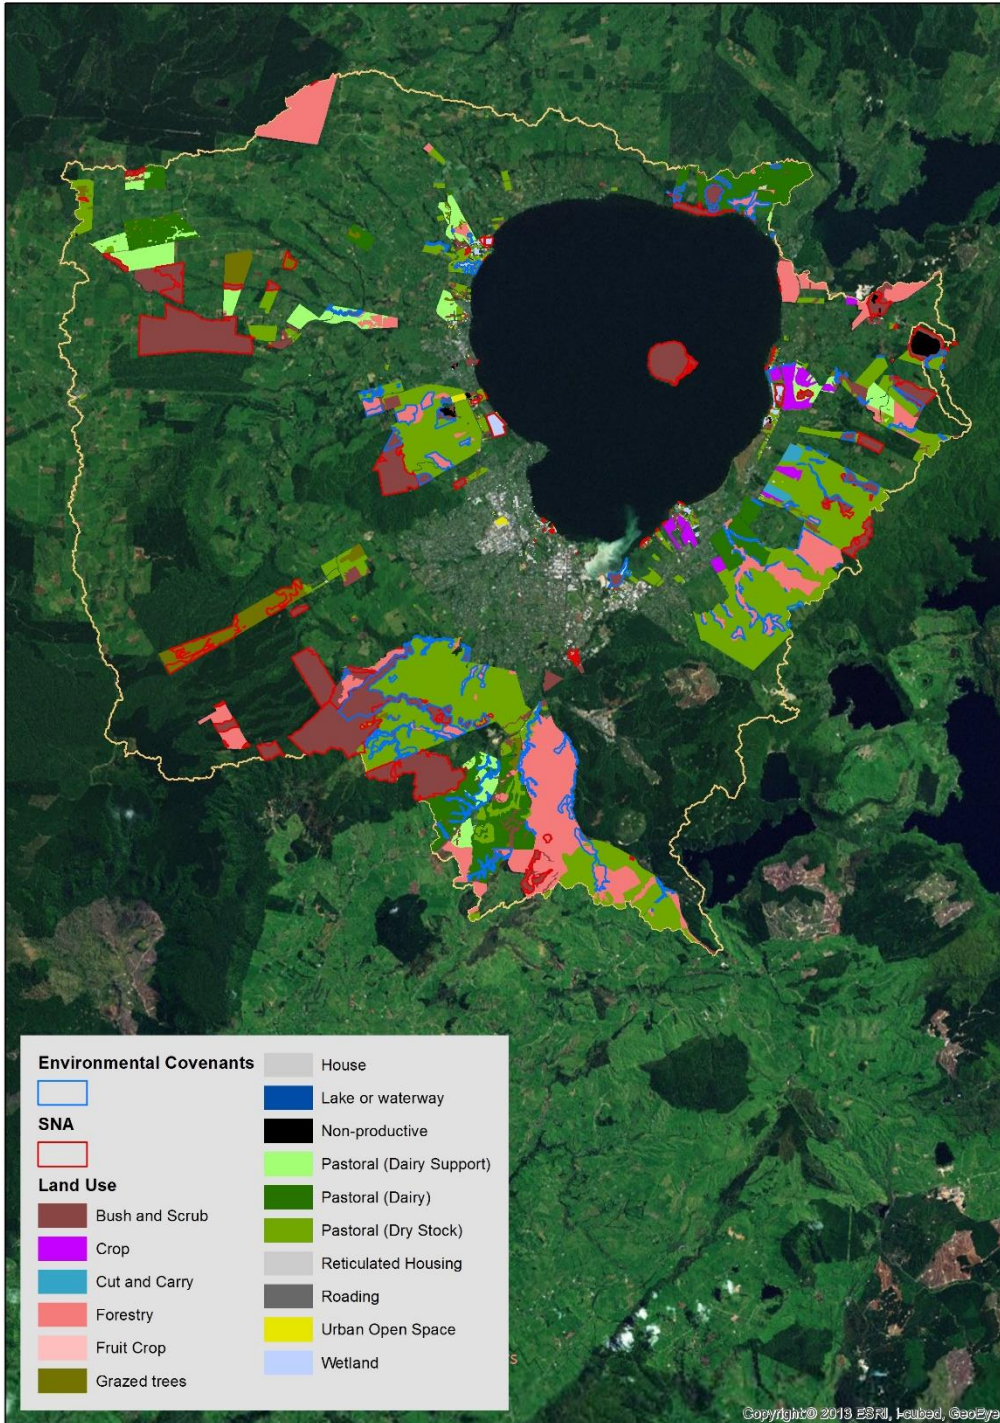 Environmental Covenants
SNA
Land Use
Bush and Scrub
Crop
Cut and Carry
Forestry
Fruit Crop
Grazed trees
House
Lake or waterway
Non-productive
Pastoral (Dairy Support)
Pastoral (Dairy)
Pastoral (Dry Stock)
Reticulated Housing
Roading
Urban Open Space
Wetland
s
Copyright:© 2013 ESRI, i-cubed, GeoEye